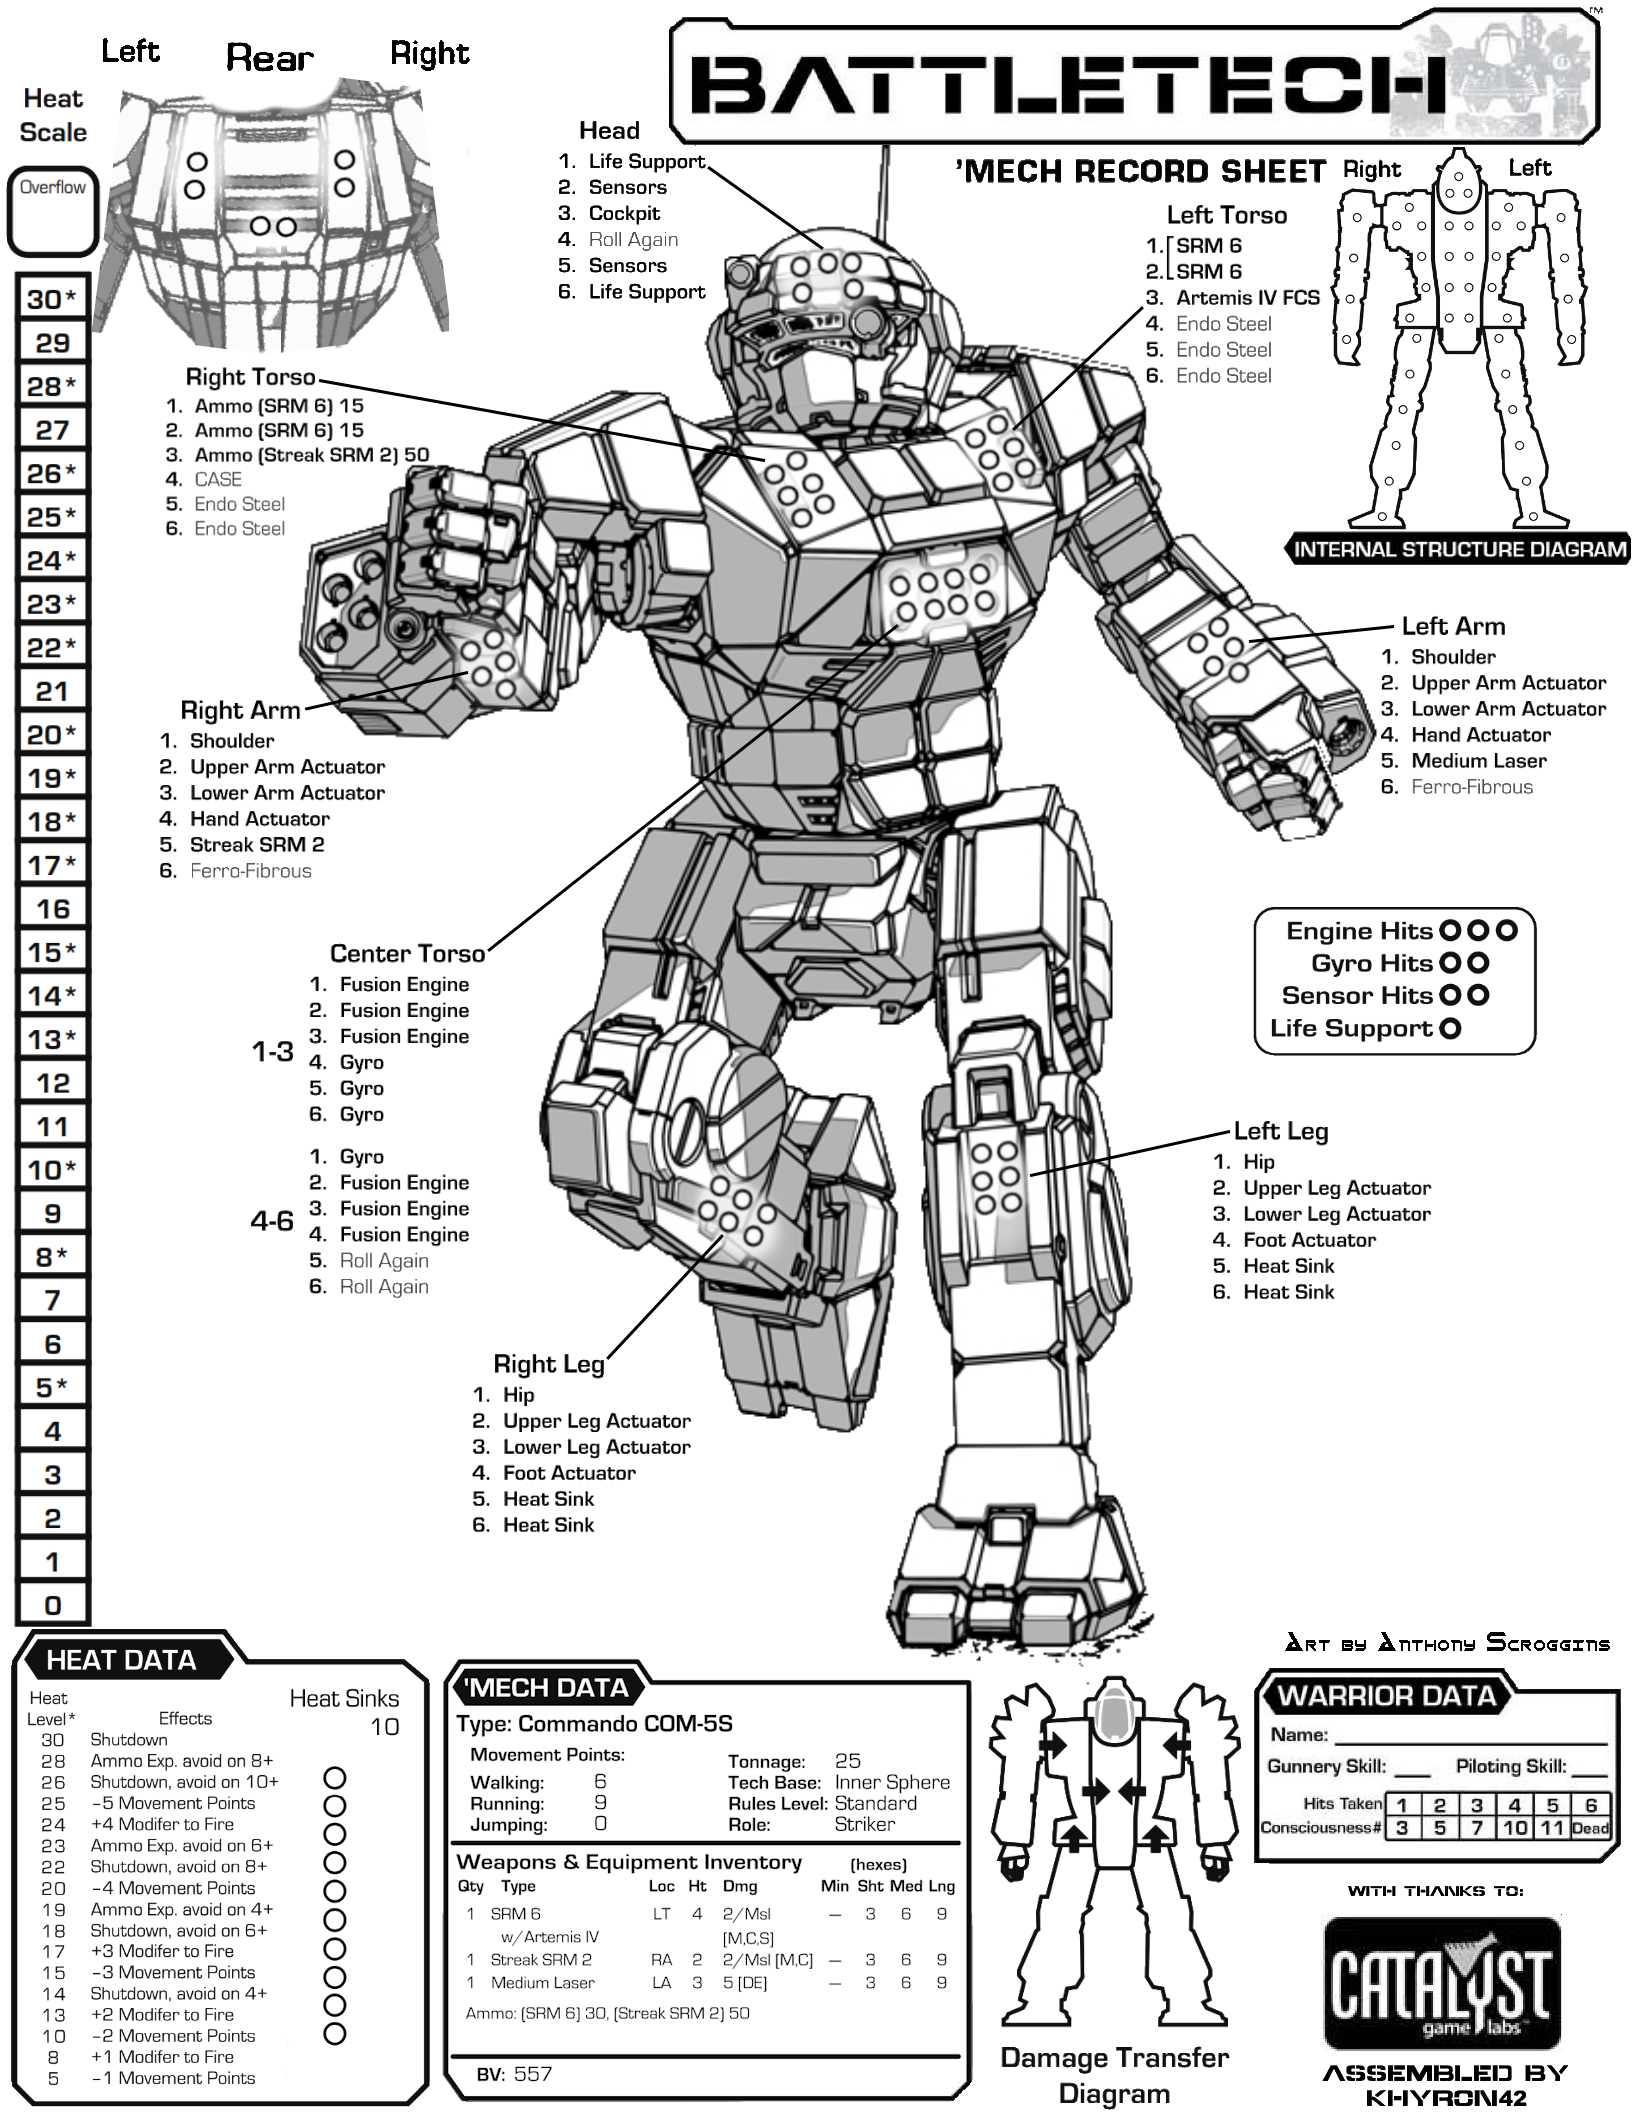 BATTLETECH
TM
'MECH RECORD SHEET
Left Rear Right
Heat
Scale
Overflow
30*
29
28*
27
26*
25*
24*
23*
22*
21
20*
19*
18*
17*
16
15*
14*
13*
12
11
10*
9
8*
7
6
5*
4
3
2
1
0
Head
1. Life Support
2. Sensors
3. Cockpit
4. Roll Again
5. Sensors
6. Life Support
Left Torso
1. SRM 6
2. SRM 6
3. Artemis IV FCS
4. Endo Steel
5. Endo Steel
6. Endo Steel
Right Left
INTERNAL STRUCTURE DIAGRAM
Right Torso
1. Ammo (SRM 6) 15
2. Ammo (SRM 6) 15
3. Ammo (Streak SRM 2) 50
4. CASE
5. Endo Steel
6. Endo Steel
Left Arm
1. Shoulder
2. Upper Arm Actuator
3. Lower Arm Actuator
4. Hand Actuator
5. Medium Laser
6. Ferro-Fibrous
Right Arm
1. Shoulder
2. Upper Arm Actuator
3. Lower Arm Actuator
4. Hand Actuator
5. Streak SRM 2
6. Ferro-Fibrous
Engine Hits
Gyro Hits
Sensor Hits
Life Support
Center Torso
1-3
1. Fusion Engine
2. Fusion Engine
3. Fusion Engine
4. Gyro
5. Gyro
6. Gyro
4-6
1. Gyro
2. Fusion Engine
3. Fusion Engine
4. Fusion Engine
5. Roll Again
6. Roll Again
Left Leg
1. Hip
2. Upper Leg Actuator
3. Lower Leg Actuator
4. Foot Actuator
5. Heat Sink
6. Heat Sink
Right Leg
1. Hip
2. Upper Leg Actuator
3. Lower Leg Actuator
4. Foot Actuator
5. Heat Sink
6. Heat Sink
HEAT DATA
Heat
Level* Effects
Heat Sinks
10
30 Shutdown
28 Ammo Exp. avoid on 8+
26 Shutdown, avoid on 10+
25 -5 Movement Points
24 +4 Modifer to Fire
23 Ammo Exp. avoid on 6+
22 Shutdown, avoid on 8+
20 -4 Movement Points
19 Ammo Exp. avoid on 4+
18 Shutdown, avoid on 6+
17 +3 Modifer to Fire
15 -3 Movement Points
14 Shutdown, avoid on 4+
13 +2 Modifer to Fire
10 -2 Movement Points
8 +1 Modifer to Fire
5 -1 Movement Points
'MECH DATA
Type: Commando COM-5S
Movement Points:
Walking: 6
Running: 9
Jumping: 0
Tonnage: 25
Tech Base: Inner Sphere
Rules Level: Standard
Role: Striker
Weapons & Equipment Inventory (hexes)
Qty Type Loc Ht Dmg Min Sht Med Lng
1 SRM 6 LT 4 2/Msl — 3 6 9
w/Artemis IV [M,C,S]
1 Streak SRM 2 RA 2 2/Msl [M,C] — 3 6 9
1 Medium Laser LA 3 5 [DE] — 3 6 9
Ammo: (SRM 6) 30, (Streak SRM 2) 50
BV: 557
Damage Transfer
Diagram
Art by Anthony Scroggins
WARRIOR DATA
Name:
Gunnery Skill: Piloting Skill:
Hits Taken 1 2 3 4 5 6
Consciousness# 3 5 7 10 11 Dead
WITH THANKS TO:
CATALYST
game labs
ASSEMBLED BY
KHYRON42